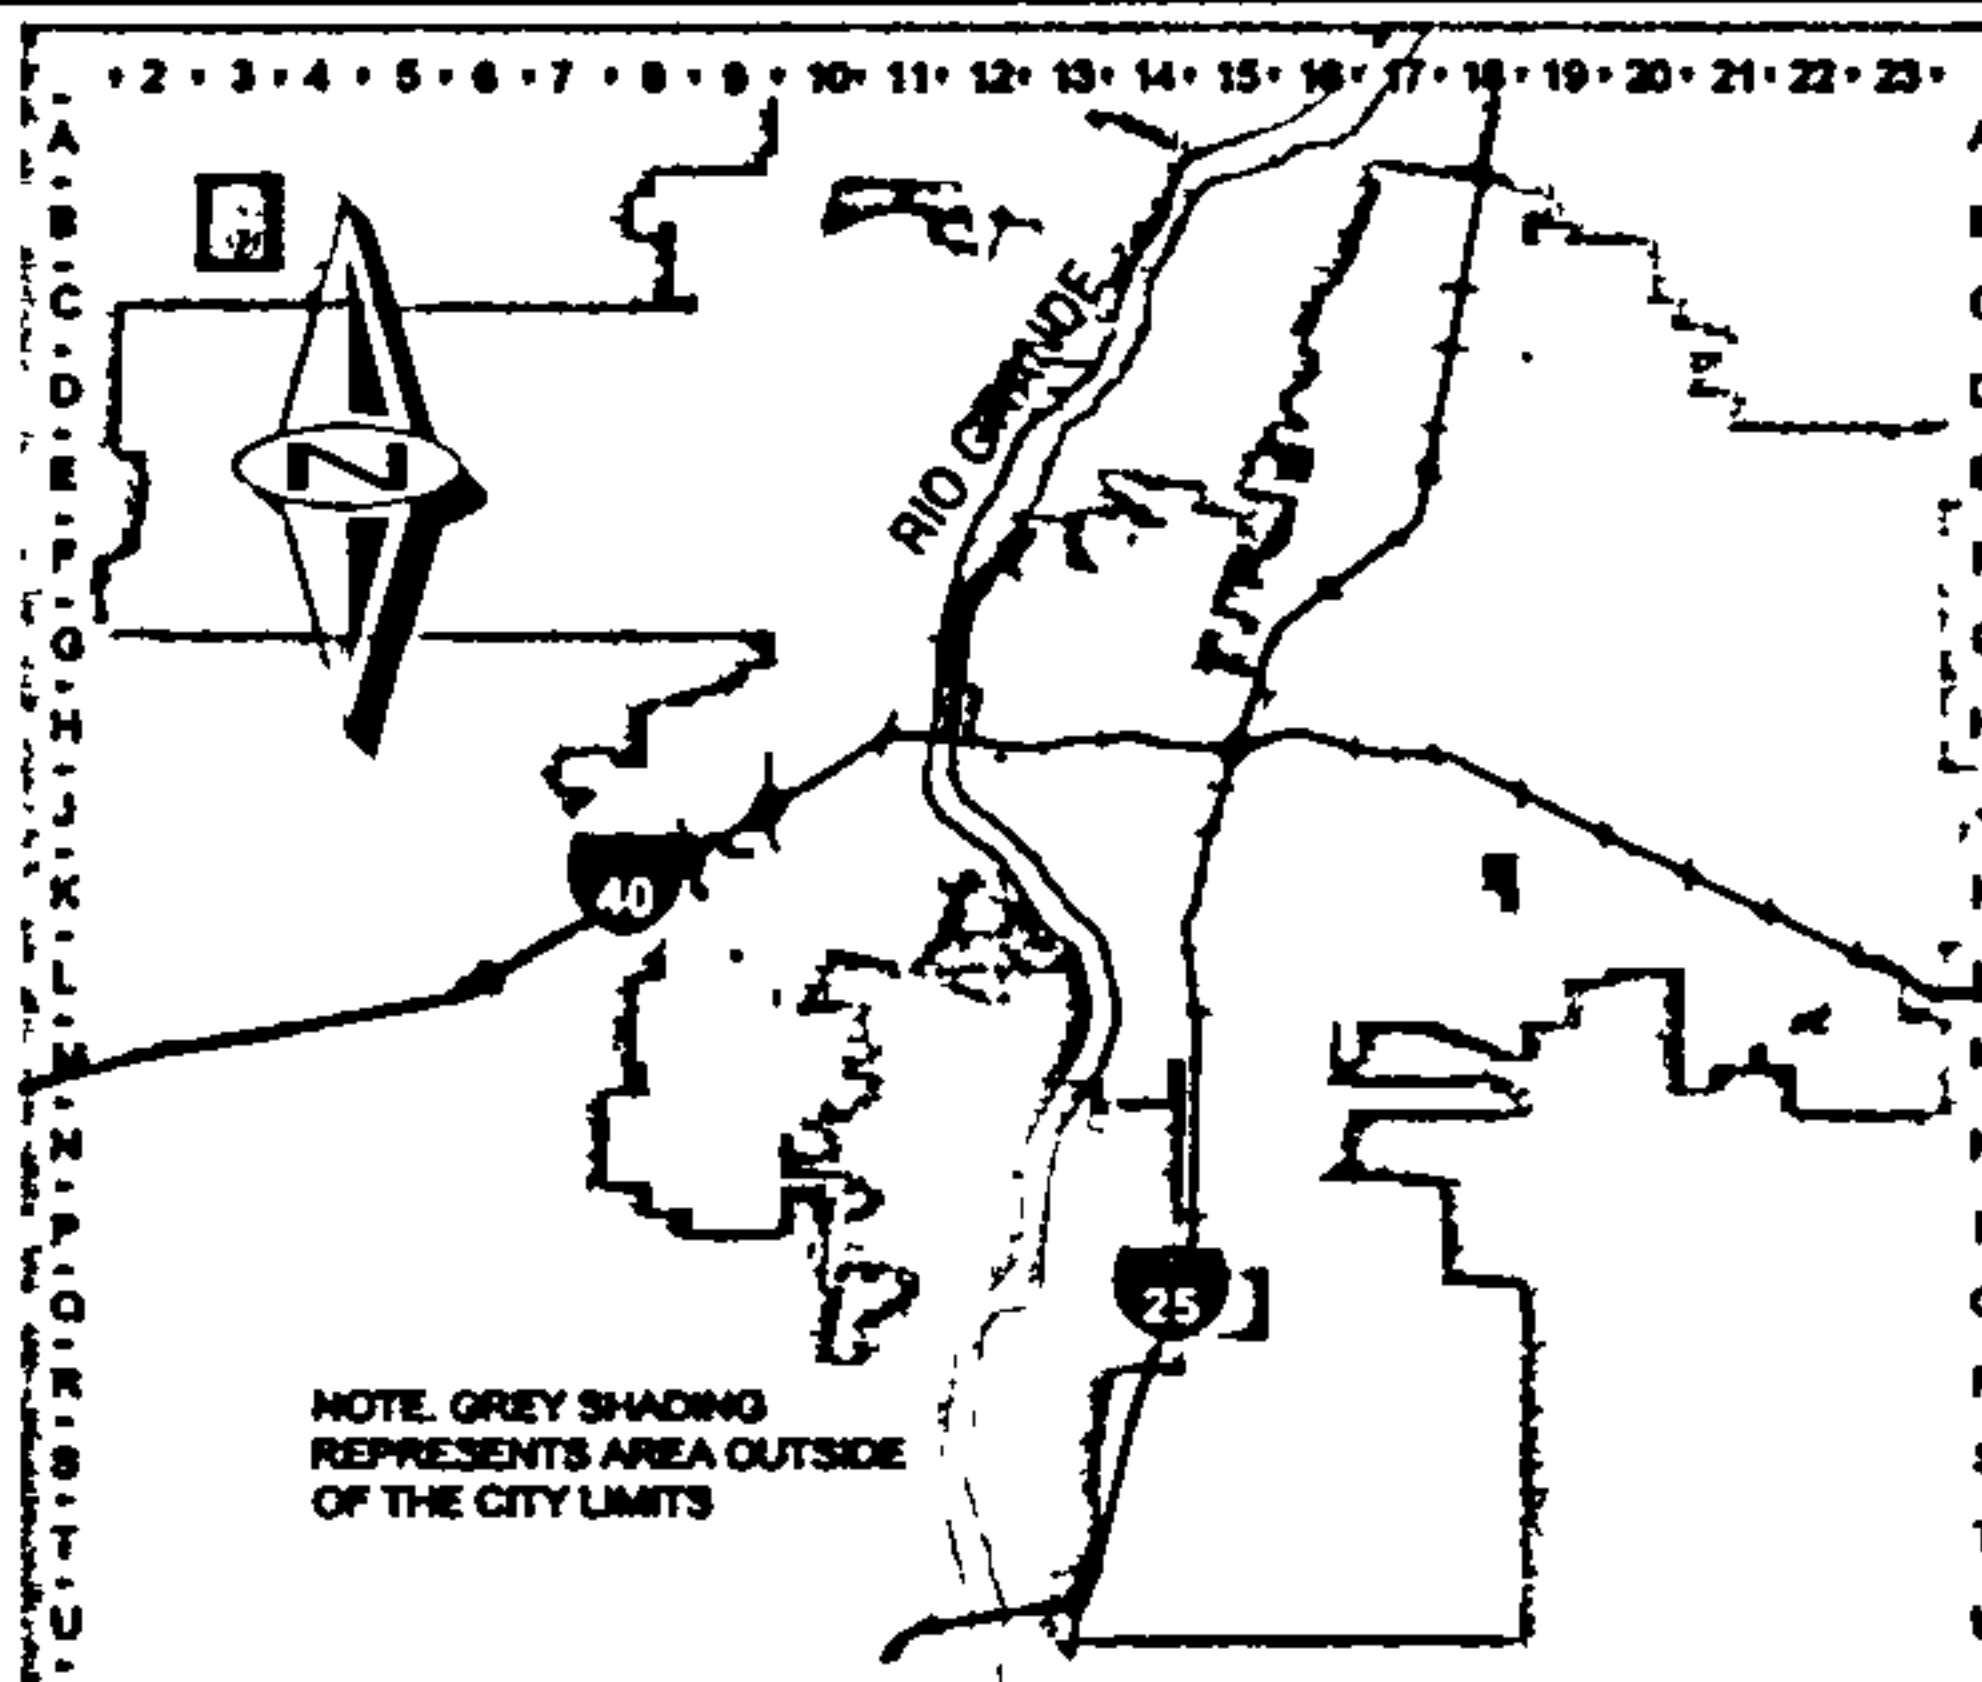 2 · 3 · 4 · 5 · 6 · 7 · 8 · 9 · 10 · 11 · 12 · 13 · 14 · 15 · 16 · 17 · 18 · 19 · 20 · 21 · 22 · 23
A
B
C
D
E
F
G
H
J
K
L
M
N
P
Q
R
S
T
U
N
RIO GRANDE
40
25
NOTE. GREY SHADING
REPRESENTS AREA OUTSIDE
OF THE CITY LIMITS